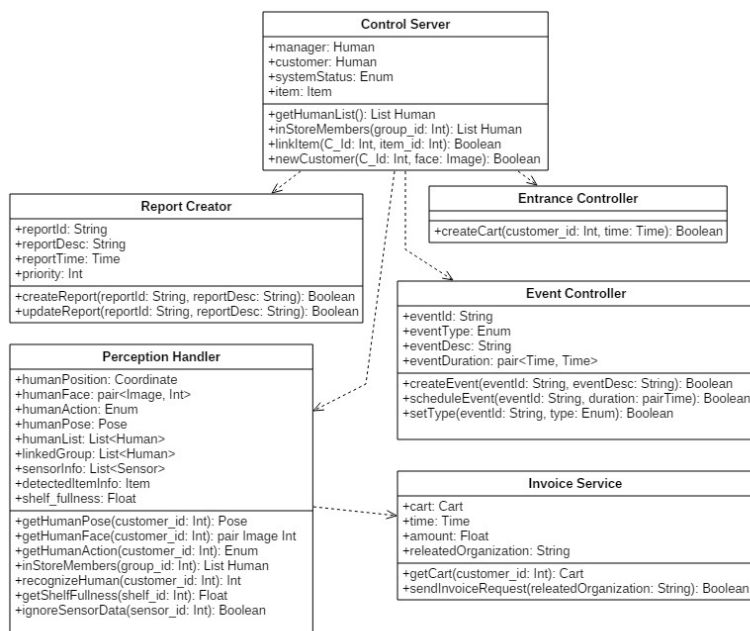 Control Server
+manager: Human
+customer: Human
+systemStatus: Enum
+item: Item
+getHumanList(): List Human
+inStoreMembers(group_id: Int): List Human
+linkItem(C_Id: Int, item_id: Int): Boolean
+newCustomer(C_Id: Int, face: Image): Boolean
Report Creator
+reportId: String
+reportDesc: String
+reportTime: Time
+priority: Int
+createReport(reportId: String, reportDesc: String): Boolean
+updateReport(reportId: String, reportDesc: String): Boolean
Entrance Controller
+createCart(customer_id: Int, time: Time): Boolean
Event Controller
+eventId: String
+eventType: Enum
+eventDesc: String
+eventDuration: pair<Time, Time>
+createEvent(eventId: String, eventDesc: String): Boolean
+scheduleEvent(eventId: String, duration: pairTime): Boolean
+setType(eventId: String, type: Enum): Boolean
Perception Handler
+humanPosition: Coordinate
+humanFace: pair<Image, Int>
+humanAction: Enum
+humanPose: Pose
+humanList: List<Human>
+linkedGroup: List<Human>
+sensorInfo: List<Sensor>
+detectedItemInfo: Item
+shelf_fullness: Float
+getHumanPose(customer_id: Int): Pose
+getHumanFace(customer_id: Int): pair Image Int
+getHumanAction(customer_id: Int): Enum
+inStoreMembers(group_id: Int): List Human
+recognizeHuman(customer_id: Int): Int
+getShelfFullness(shelf_id: Int): Float
+ignoreSensorData(sensor_id: Int): Boolean
Invoice Service
+cart: Cart
+time: Time
+amount: Float
+releatedOrganization: String
+getCart(customer_id: Int): Cart
+sendInvoiceRequest(releatedOrganization: String): Boolean